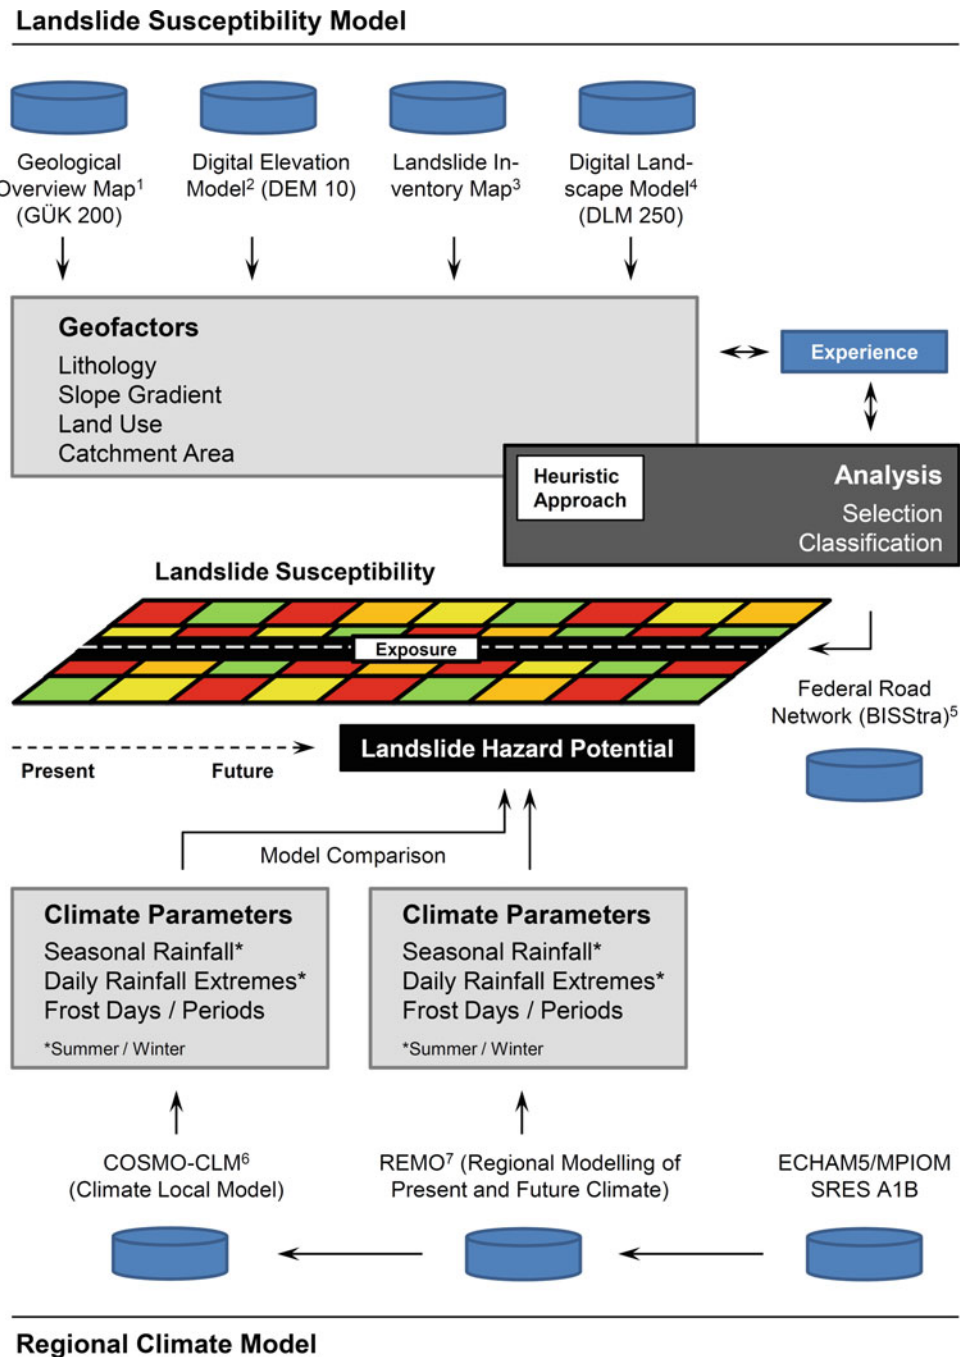 Landslide Susceptibility Model
Geological
Overview Map1
(GÜK 200)
Digital Elevation
Model2 (DEM 10)
Landslide In-
ventory Map3
Digital Land-
scape Model4
(DLM 250)
Geofactors
Lithology
Slope Gradient
Land Use
Catchment Area
Experience
Heuristic
Approach
Analysis
Selection
Classification
Landslide Susceptibility
Exposure
Federal Road
Network (BISStra)5
Present
Future
Landslide Hazard Potential
Model Comparison
Climate Parameters
Seasonal Rainfall*
Daily Rainfall Extremes*
Frost Days / Periods
*Summer / Winter
Climate Parameters
Seasonal Rainfall*
Daily Rainfall Extremes*
Frost Days / Periods
*Summer / Winter
COSMO-CLM6
(Climate Local Model)
REMO7 (Regional Modelling of
Present and Future Climate)
ECHAM5/MPIOM
SRES A1B
Regional Climate Model